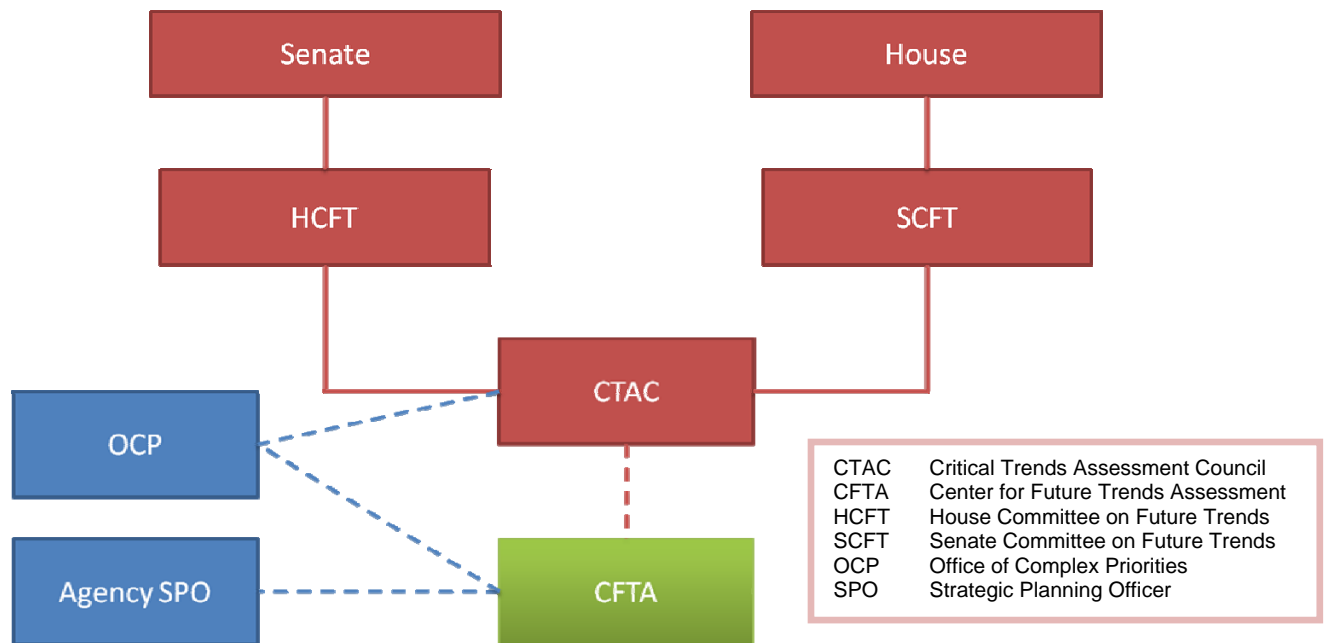 Senate
House
HCFT
SCFT
CTAC
OCP
Agency SPO
CFTA
CTAC Critical Trends Assessment Council
CFTA Center for Future Trends Assessment
HCFT House Committee on Future Trends
SCFT Senate Committee on Future Trends
OCP Office of Complex Priorities
SPO Strategic Planning Officer